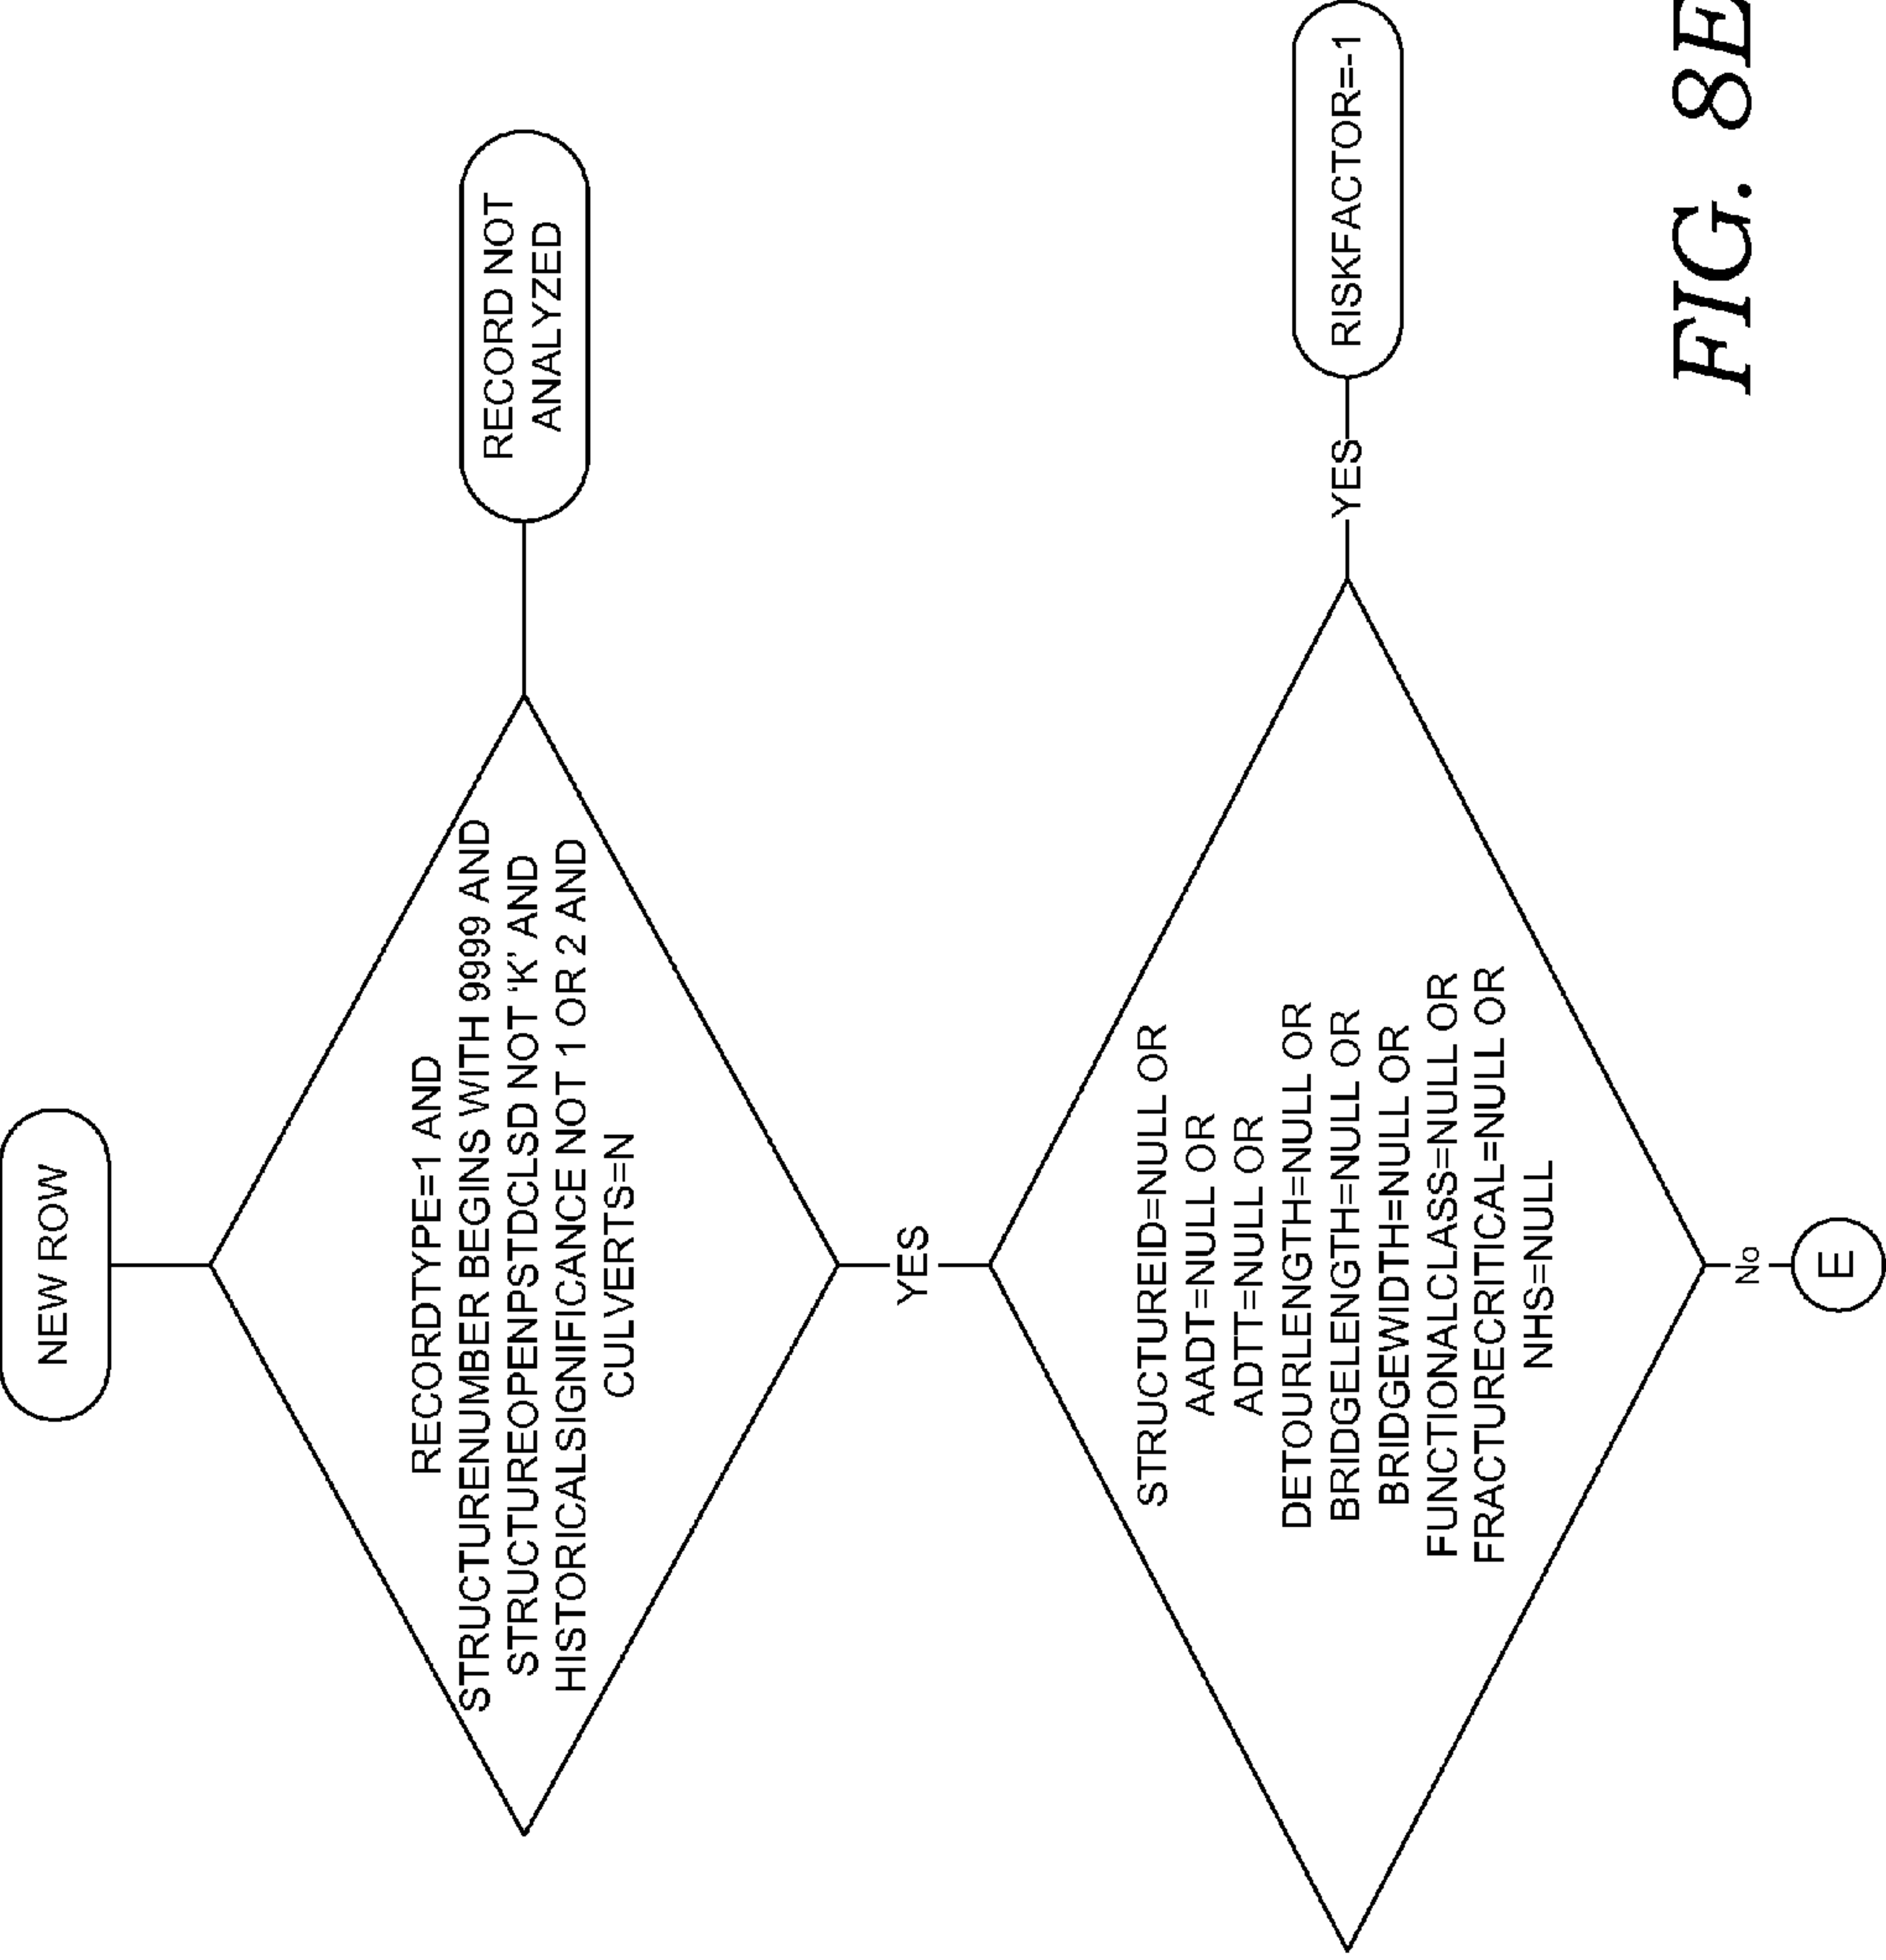 NEW ROW
RECORDTYPE=1 AND
STRUCTURENUMBER BEGINS WITH 9999 AND
STRUCTUREOPENPSTDCLSD NOT 'K' AND
HISTORICALSIGNIFICANCE NOT 1 OR 2 AND
CULVERTS=N
RECORD NOT
ANALYZED
YES
STRUCTUREID=NULL OR
AADT=NULL OR
ADTT=NULL OR
DETOURLENGTH=NULL OR
BRIDGELENGTH=NULL OR
BRIDGEWIDTH=NULL OR
FUNCTIONALCLASS=NULL OR
FRACTURECRITICAL=NULL OR
NHS=NULL
YES
RISKFACTOR=-1
No
E
FIG. 8E